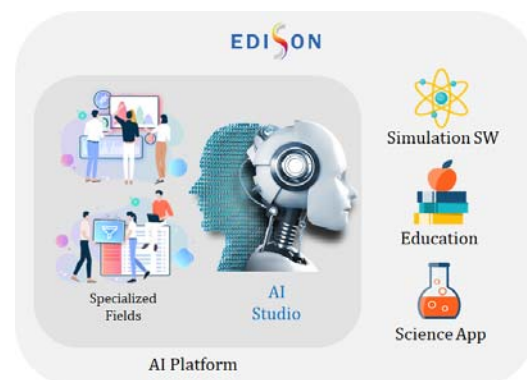 EDISON
Simulation SW
Education
Specialized
Fields
AI
Studio
Science App
AI Platform